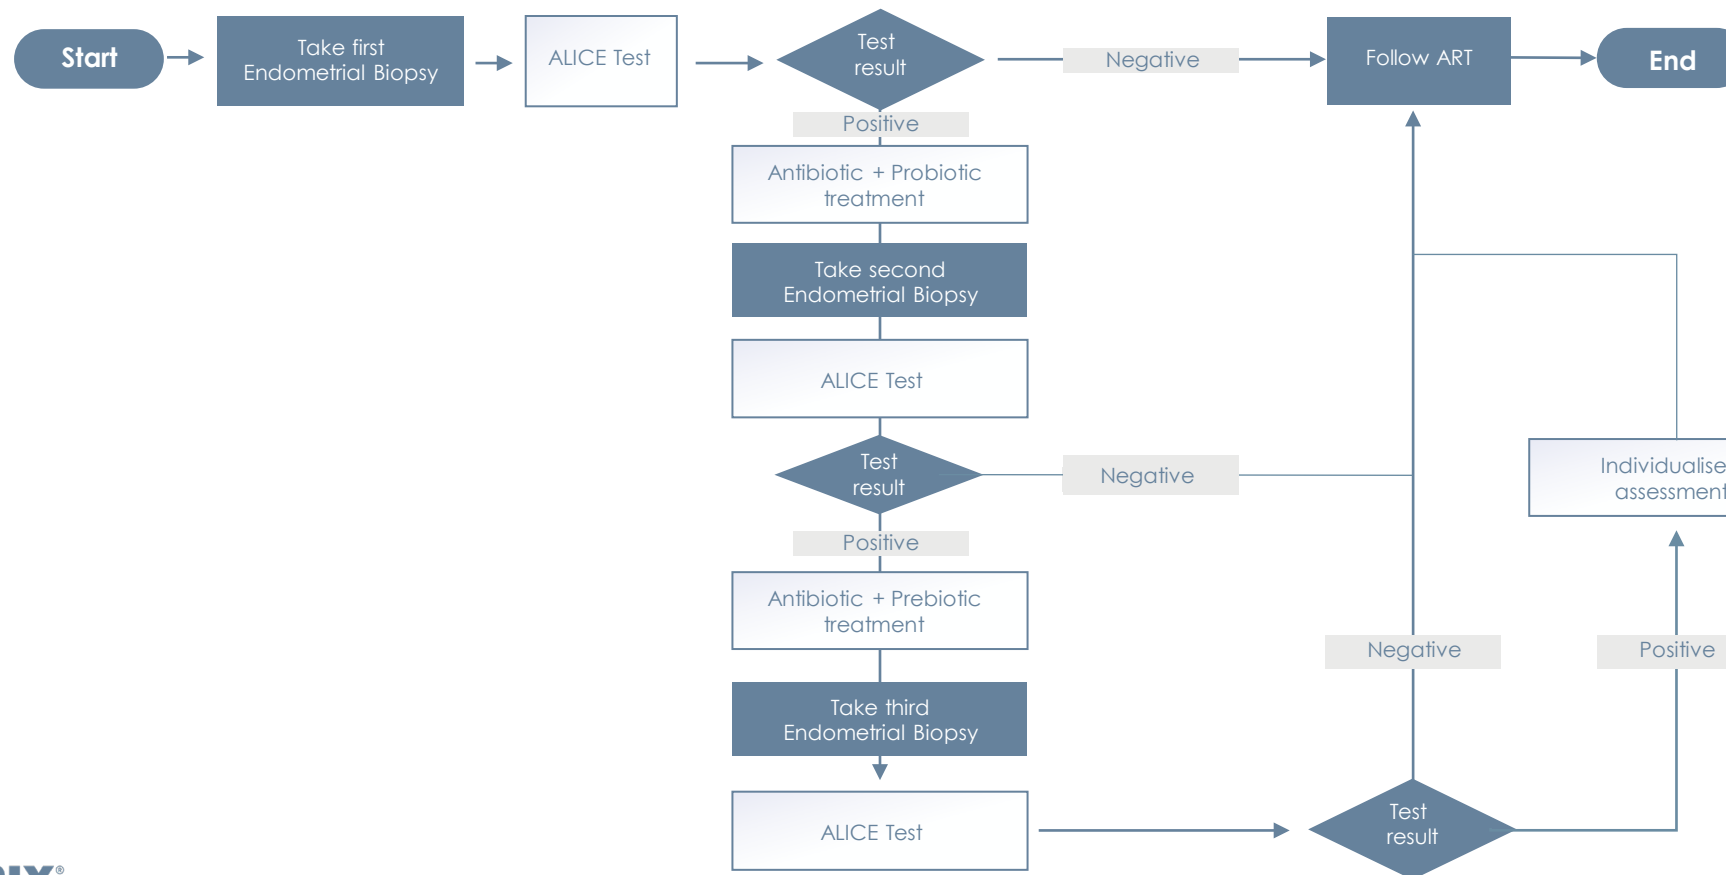 Start
Take first
Endometrial Biopsy
ALICE Test
Test
result
Negative
Follow ART
End
Positive
Antibiotic + Probiotic
treatment
Take second
Endometrial Biopsy
ALICE Test
Test
result
Negative
Individualise
assessment
Positive
Antibiotic + Prebiotic
treatment
Negative
Positive
Take third
Endometrial Biopsy
ALICE Test
Test
result